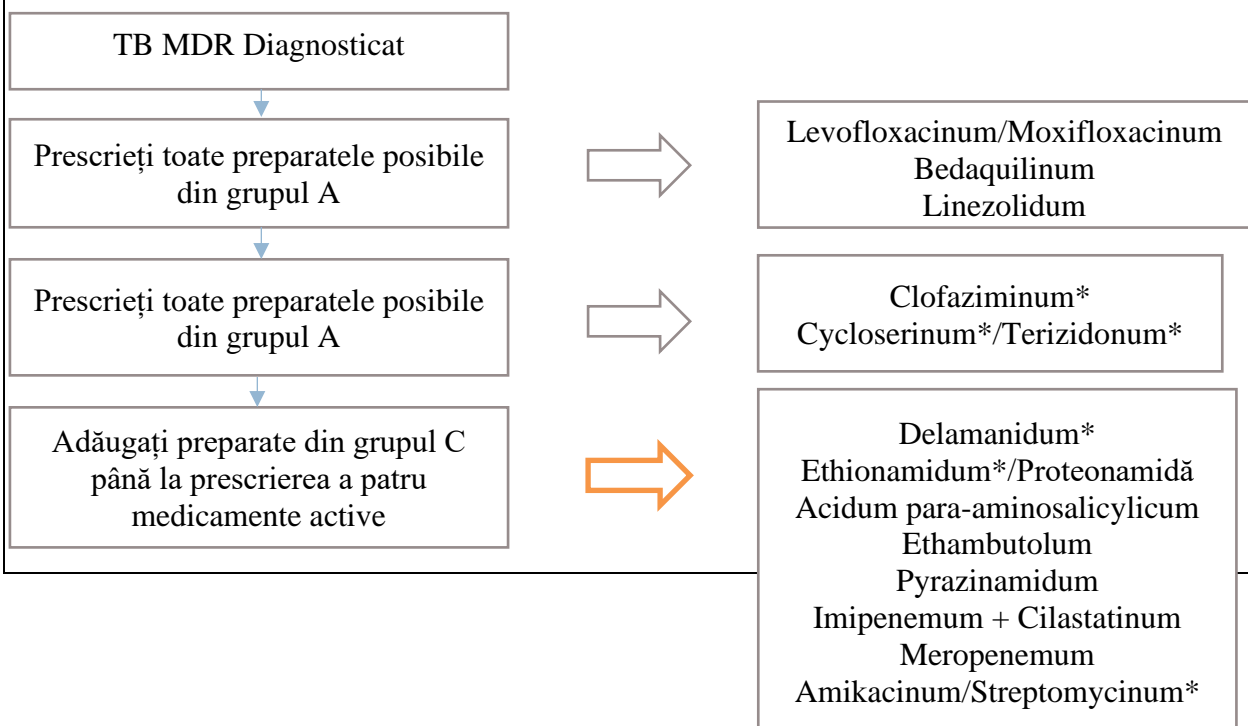 TB MDR Diagnosticat
Prescrieți toate preparatele posibile
din grupul A
Levofloxacinum/Moxifloxacinum
Bedaquilinum
Linezolidum
Prescrieți toate preparatele posibile
din grupul A
Clofaziminum*
Cycloserinum*/Terizidonum*
Adăugați preparate din grupul C
până la prescrierea a patru
medicamente active
Delamanidum*
Ethionamidum*/Proteonamidă
Acidum para-aminosalicylicum
Ethambutolum
Pyrazinamidum
Imipenemum + Cilastatinum
Meropenemum
Amikacinum/Streptomycinum*